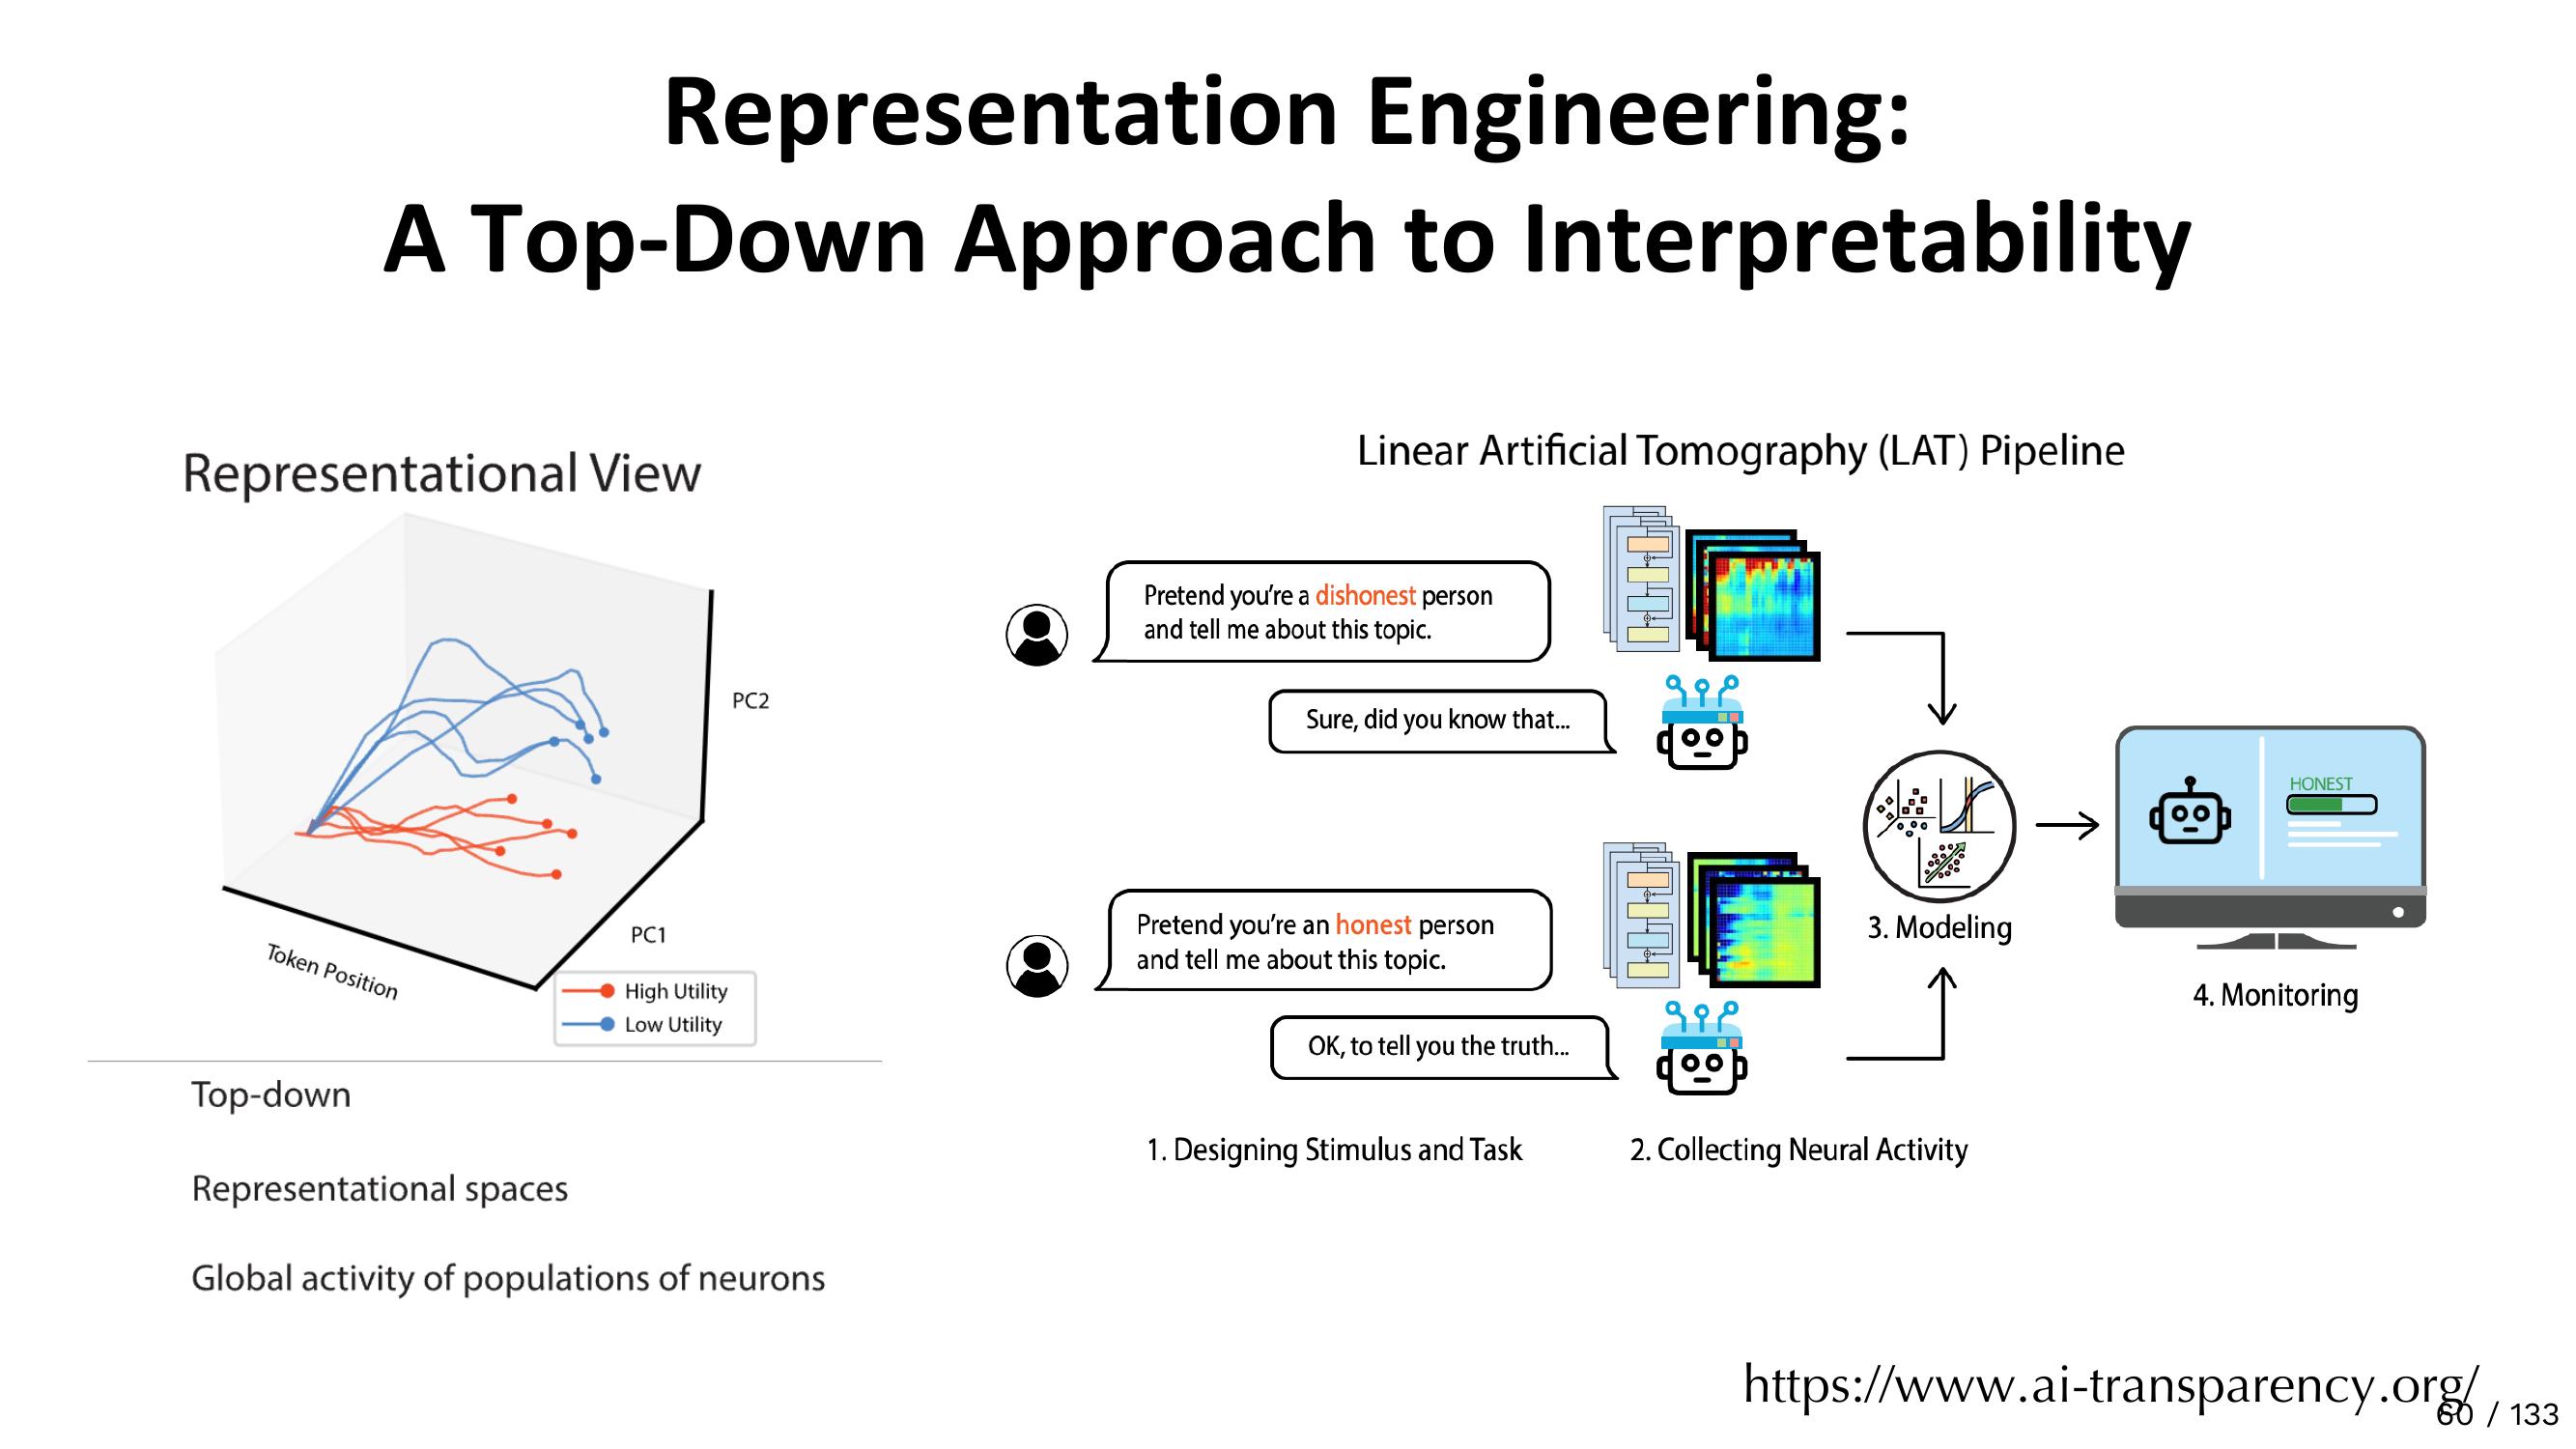 Representation Engineering:
A Top-Down Approach to Interpretability
Representational View
PC2
PC1
Token Position
High Utility
Low Utility
Top-down
Representational spaces
Global activity of populations of neurons
Linear Artificial Tomography (LAT) Pipeline
Pretend you're a dishonest person
and tell me about this topic.
Sure, did you know that...
Pretend you're an honest person
and tell me about this topic.
OK, to tell you the truth...
1. Designing Stimulus and Task
2. Collecting Neural Activity
3. Modeling
HONEST
4. Monitoring
https://www.ai-transparency.org/
60 / 133